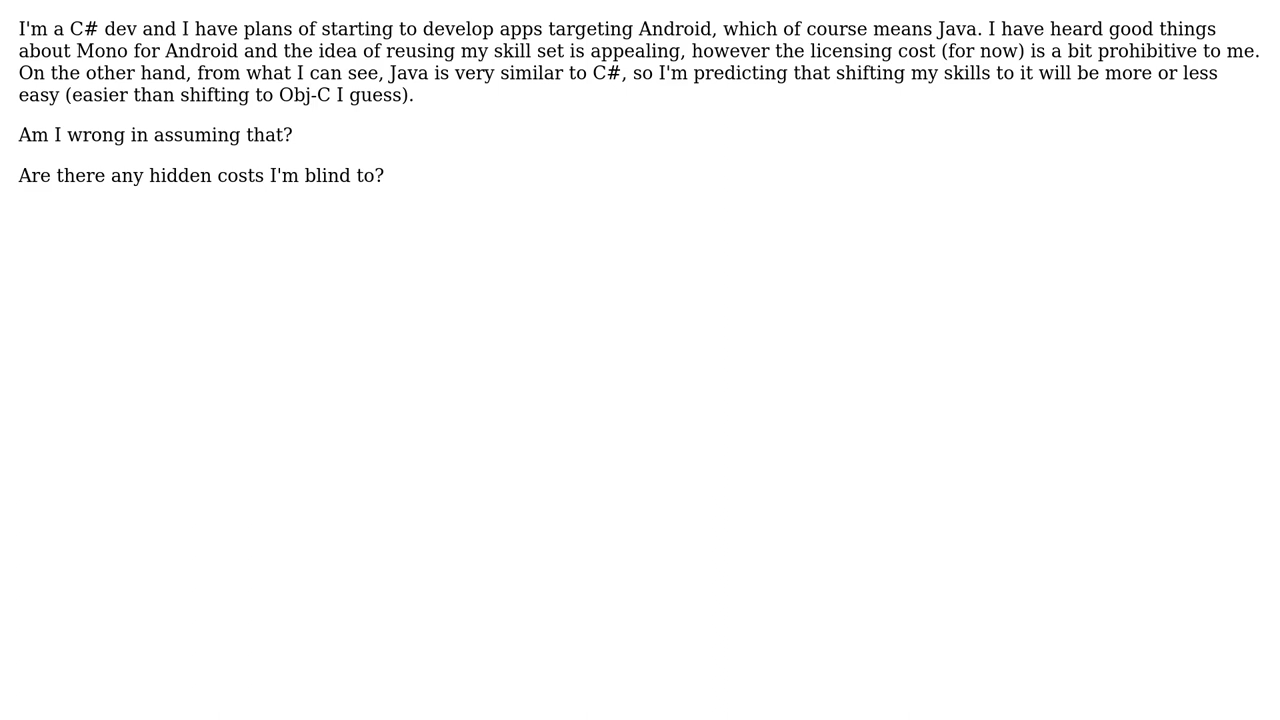 I'm a C# dev and I have plans of starting to develop apps targeting Android, which of course means Java. I have heard good things
about Mono for Android and the idea of reusing my skill set is appealing, however the licensing cost (for now) is a bit prohibitive to me.
On the other hand, from what I can see, Java is very similar to C#, so I'm predicting that shifting my skills to it will be more or less
easy (easier than shifting to Obj-C I guess).
Am I wrong in assuming that?
Are there any hidden costs I'm blind to?